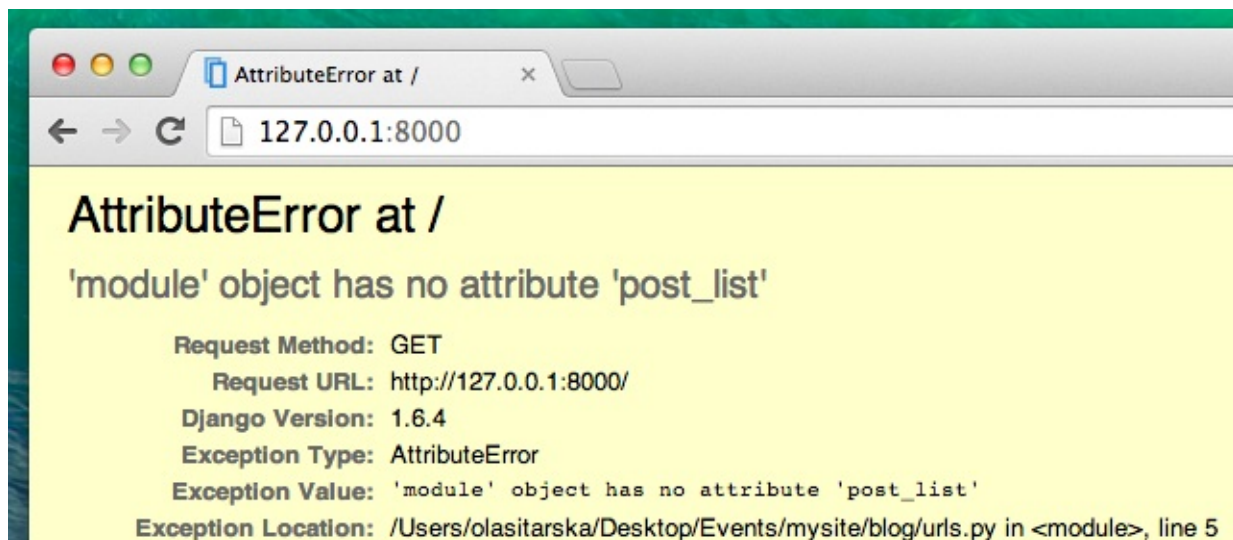 AttributeError at /
127.0.0.1:8000
AttributeError at /
'module' object has no attribute 'post_list'
Request Method: GET
Request URL: http://127.0.0.1:8000/
Django Version: 1.6.4
Exception Type: AttributeError
Exception Value: 'module' object has no attribute 'post_list'
Exception Location: /Users/olasitarska/Desktop/Events/mysite/blog/urls.py in <module>, line 5